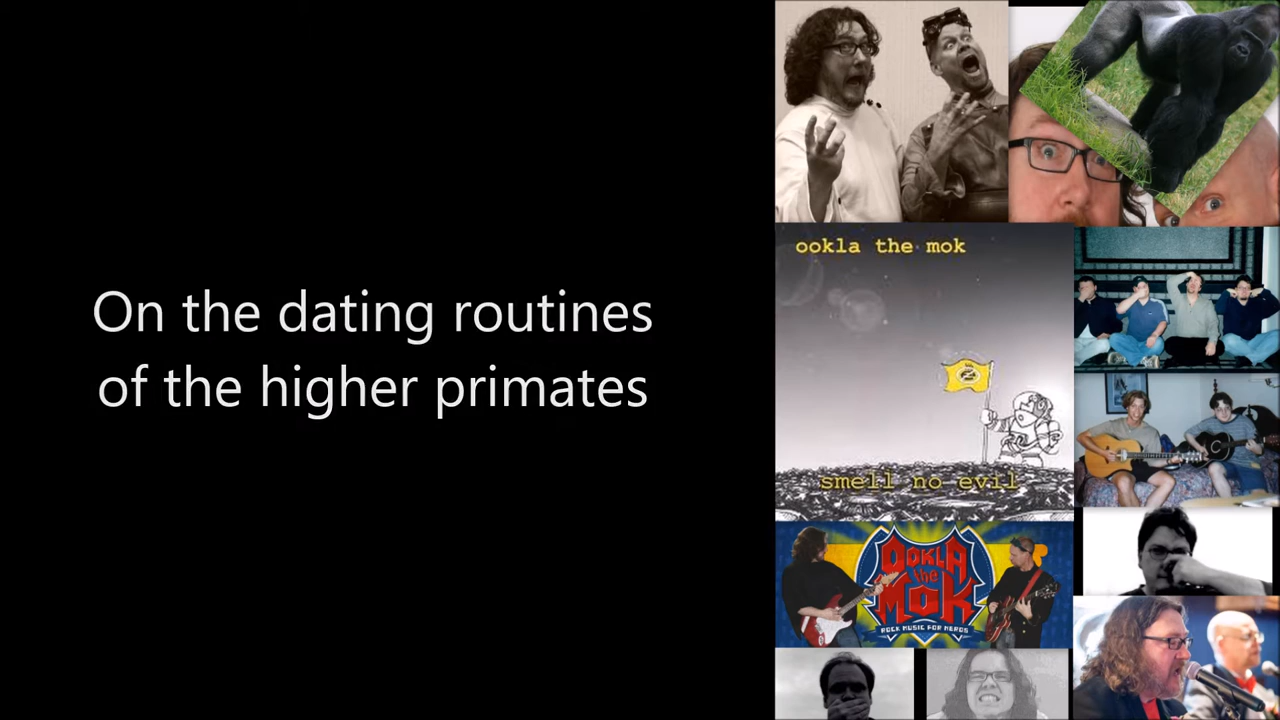 On the dating routines
of the higher primates
ookla the mok
smell no evil
OOKLA
the
MOK
ROCK MUSIC FOR NERDS